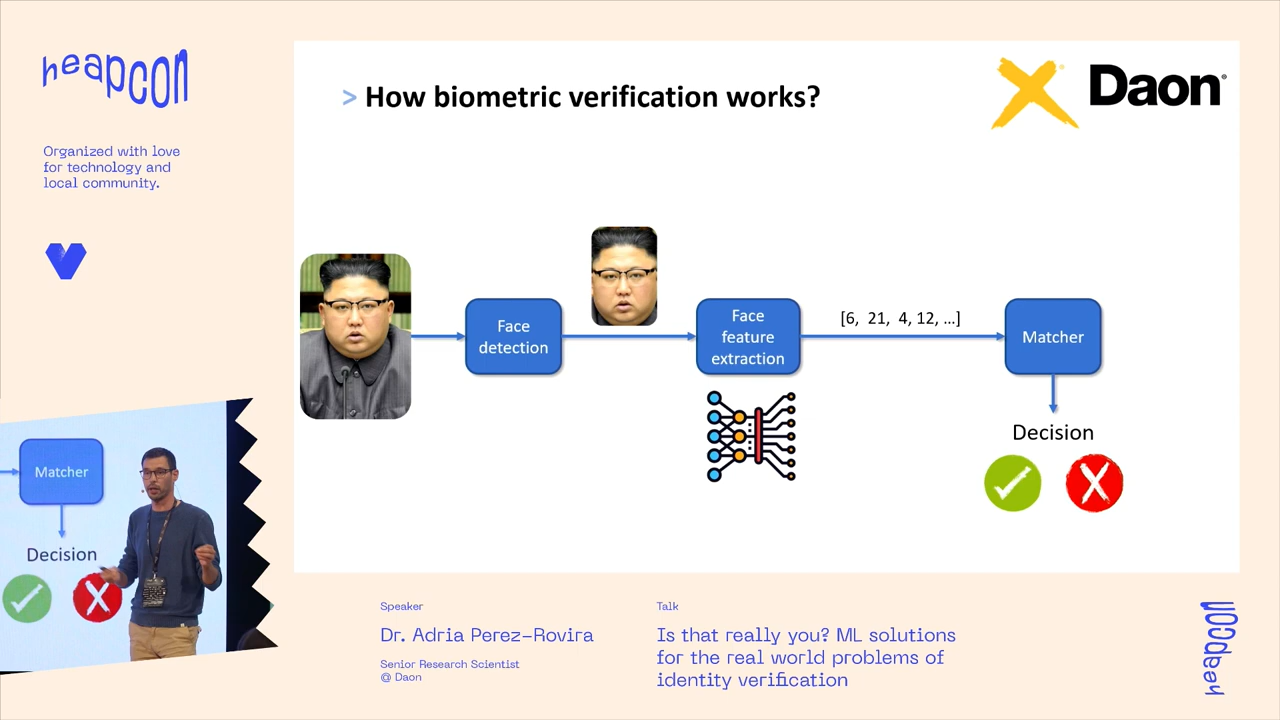 heapcon
Organized with love
for technology and
local community.
> How biometric verification works?
Daon
Face
detection
Face
feature
extraction
[6, 21, 4, 12, ...]
Matcher
Decision
Matcher
Decision
Speaker
Dr. Adria Perez-Rovira
Senior Research Scientist
@ Daon
Talk
Is that really you? ML solutions
for the real world problems of
identity verification
heapcon